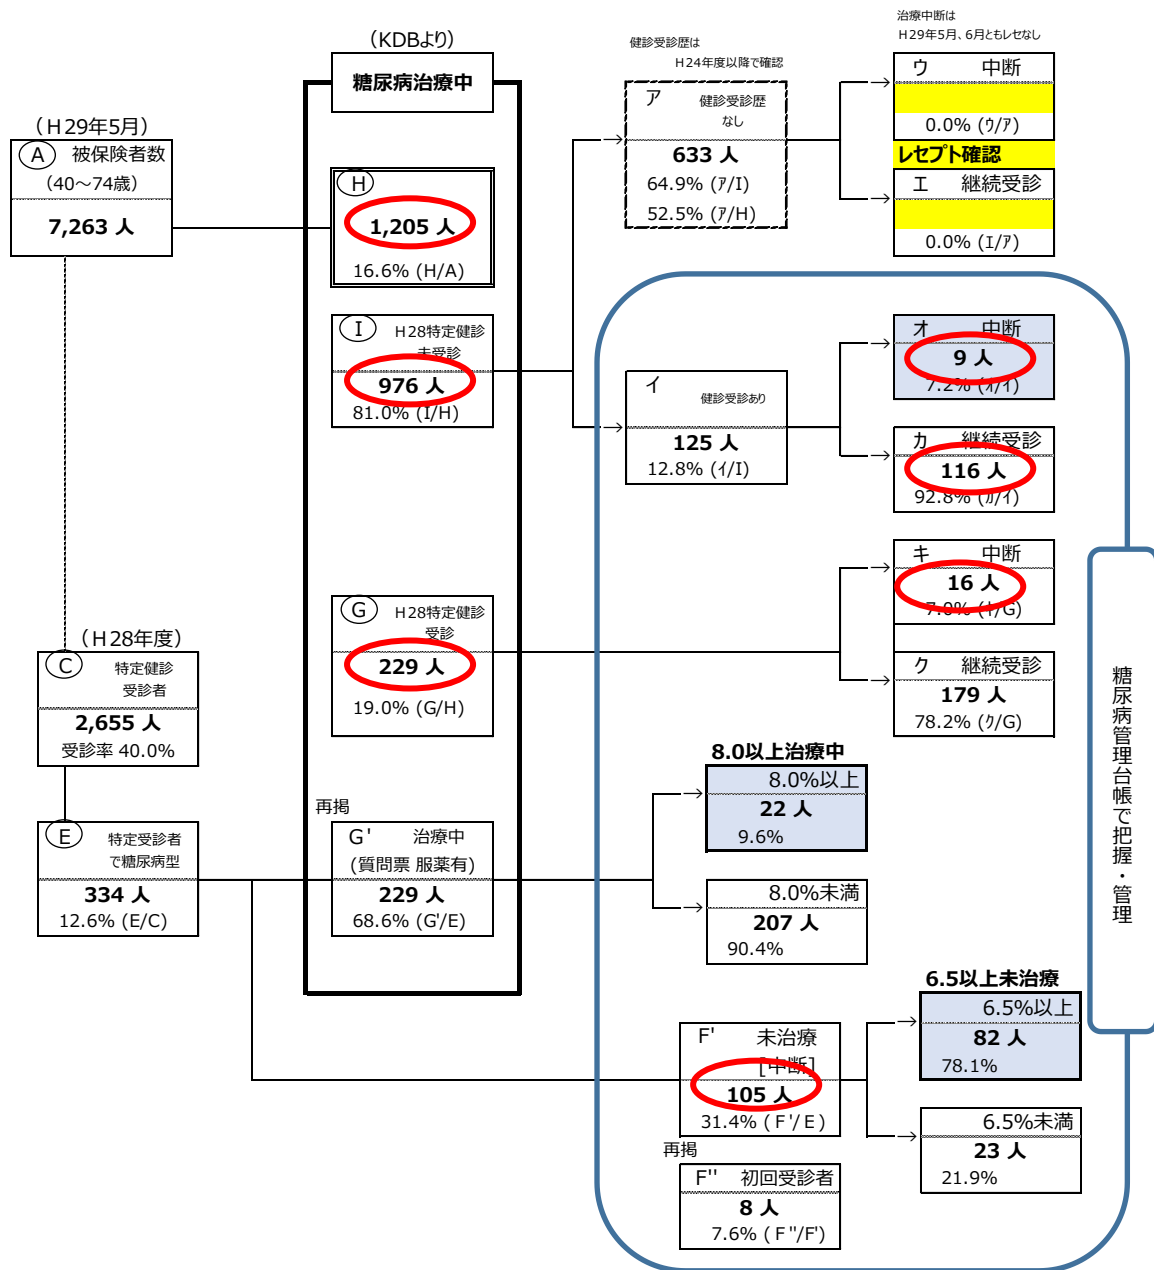 治療中断は
H29年5月、6月ともレセなし
(KDBより)
健診受診歴は
H24年度以降で確認
糖尿病治療中
ウ 中断
0.0% (ｳ/ｱ)
ア 健診受診歴
なし
633 人
64.9% (ｱ/I)
52.5% (ｱ/H)
(H29年5月)
A 被保険者数
(40～74歳)
7,263 人
レセプト確認
エ 継続受診
0.0% (ｴ/ｱ)
H
1,205 人
16.6% (H/A)
I H28特定健診
未受診
976 人
81.0% (I/H)
オ 中断
9 人
7.2% (ｵ/ｲ)
イ 健診受診あり
125 人
12.8% (ｲ/I)
カ 継続受診
116 人
92.8% (ｶ/ｲ)
キ 中断
16 人
7.0% (ｷ/G)
G H28特定健診
受診
229 人
19.0% (G/H)
ク 継続受診
179 人
78.2% (ｸ/G)
(H28年度)
C 特定健診
受診者
2,655 人
受診率 40.0%
糖尿病管理台帳で把握・管理
8.0以上治療中
8.0%以上
22 人
9.6%
再掲
E 特定受診者
で糖尿病型
334 人
12.6% (E/C)
G' 治療中
(質問票 服薬有)
229 人
68.6% (G'/E)
8.0%未満
207 人
90.4%
6.5以上未治療
6.5%以上
82 人
78.1%
F' 未治療
[中断]
105 人
31.4% (F'/E)
6.5%未満
23 人
21.9%
再掲
F'' 初回受診者
8 人
7.6% (F''/F')